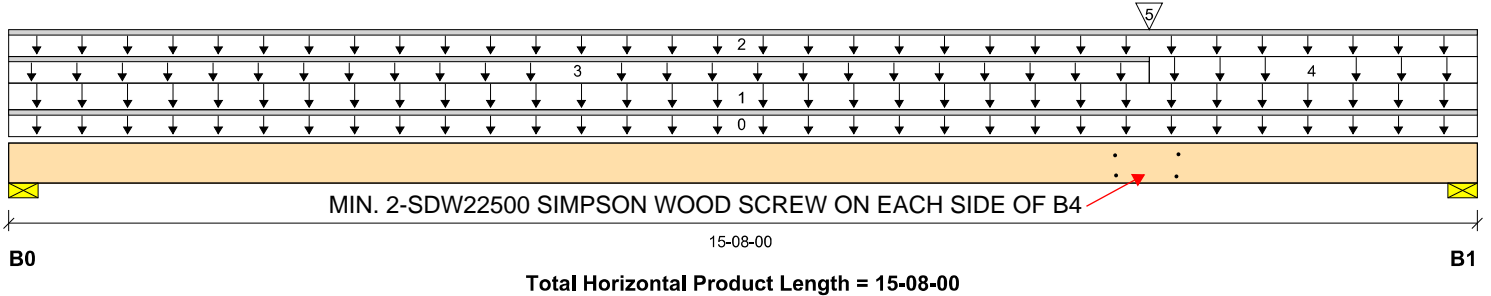 5
2
3 4
1
0
MIN. 2-SDW22500 SIMPSON WOOD SCREW ON EACH SIDE OF B4
15-08-00
B0 B1
Total Horizontal Product Length = 15-08-00